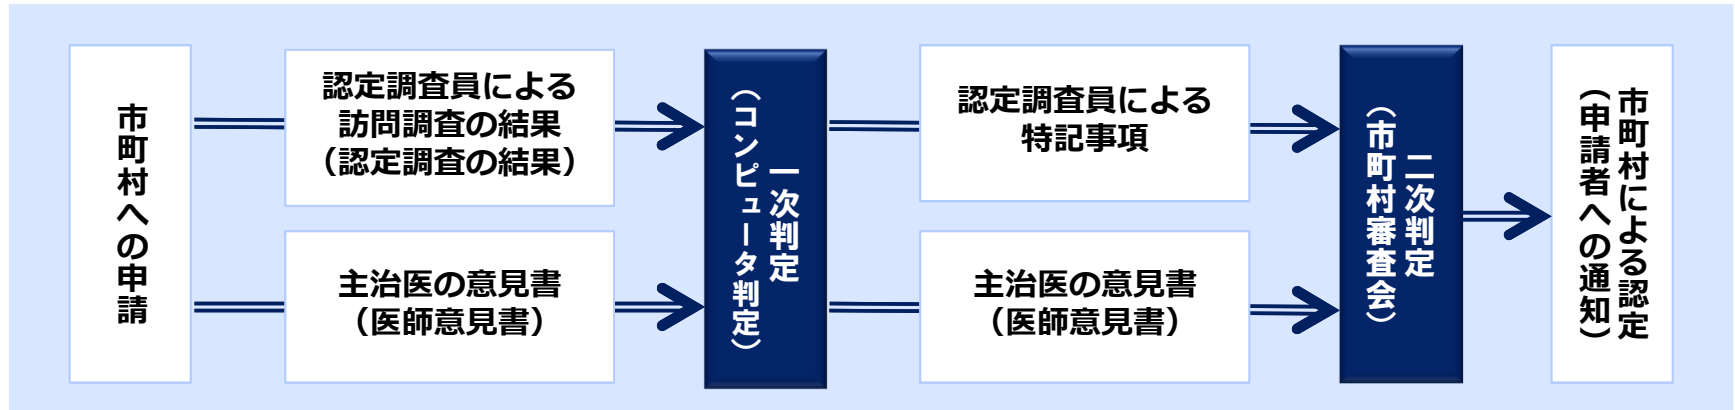 市町村への申請
認定調査員による
訪問調査の結果
（認定調査の結果）
主治医の意見書
（医師意見書）
一次判定
（コンピュータ判定）
認定調査員による
特記事項
主治医の意見書
（医師意見書）
二次判定
（市町村審査会）
市町村による認定
（申請者への通知）